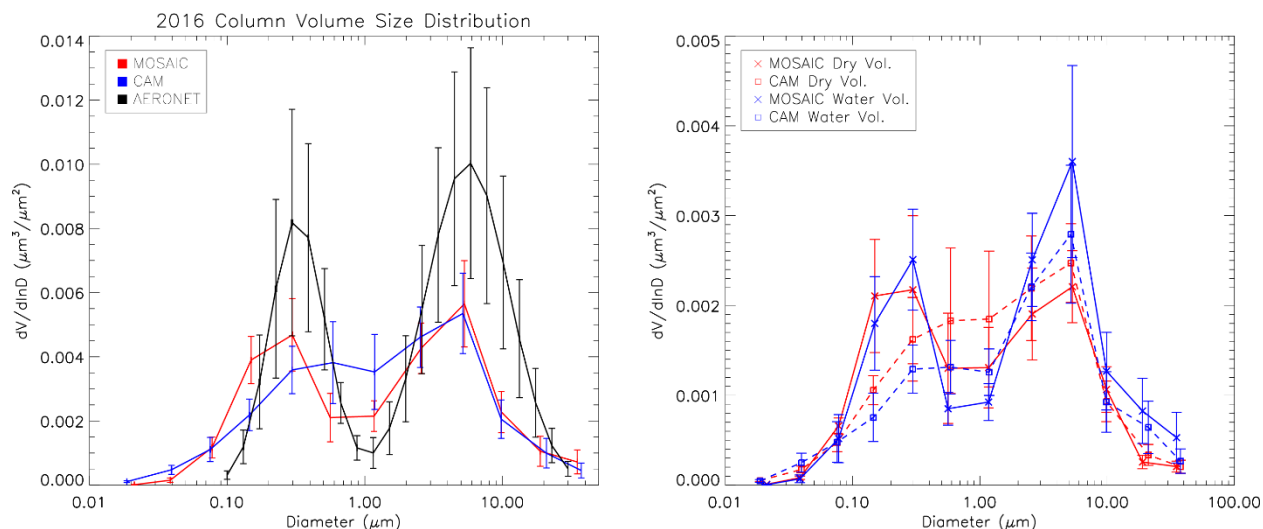 2016 Column Volume Size Distribution
0.014
0.012
0.010
0.008
0.006
0.004
0.002
0.000
dV/dlnD (μm³/μm²)
MOSAIC
CAM
AERONET
0.01 0.10 1.00 10.00
Diameter (μm)
0.005
0.004
0.003
0.002
0.001
0.000
dV/dlnD (μm³/μm²)
MOSAIC Dry Vol.
CAM Dry Vol.
MOSAIC Water Vol.
CAM Water Vol.
0.01 0.10 1.00 10.00 100.00
Diameter (μm)